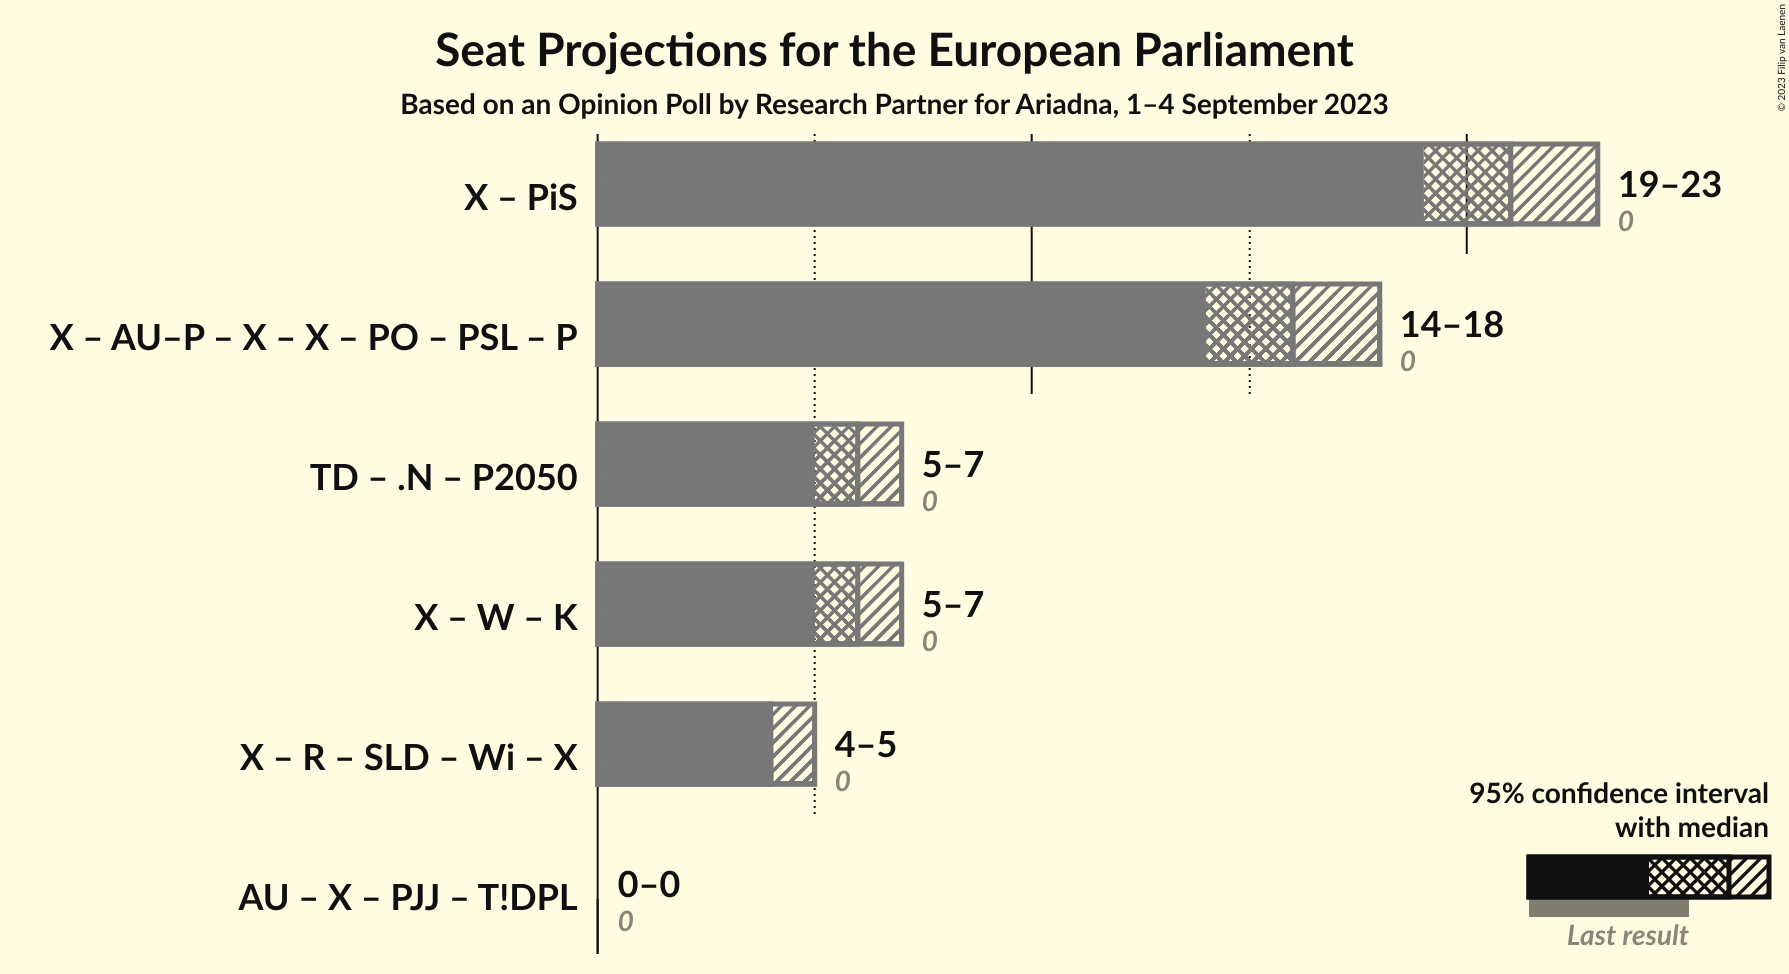 Seat Projections for the European Parliament
Based on an Opinion Poll by Research Partner for Ariadna, 1–4 September 2023
© 2023 Filip van Laenen
X – PiS
19–23
0
X – AU–P – X – X – PO – PSL – P
14–18
0
TD – .N – P2050
5–7
0
X – W – K
5–7
0
X – R – SLD – Wi – X
4–5
0
AU – X – PJJ – T!DPL
0–0
0
95% confidence interval
with median
Last result